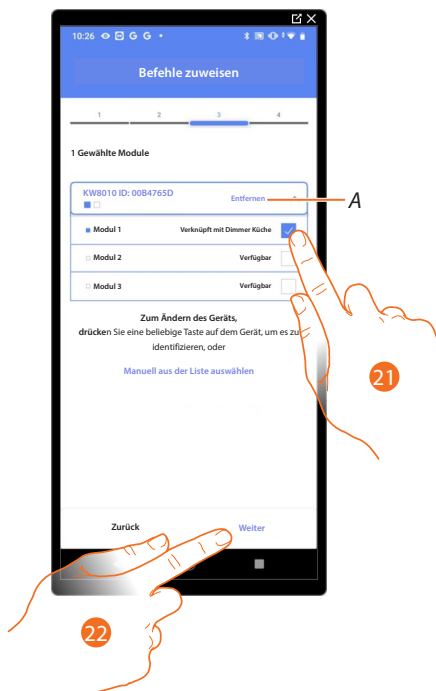 10:26 G G
Befehle zuweisen
1 2 3 4
1 Gewählte Module
KW8010 ID: 00B4765D
Entfernen
A
Modul 1 Verknüpft mit Dimmer Küche
Modul 2 Verfügbar
Modul 3 Verfügbar
Zum Ändern des Geräts,
drücken Sie eine beliebige Taste auf dem Gerät, um es zu
identifizieren, oder
Manuell aus der Liste auswählen
21
Zurück Weiter
22